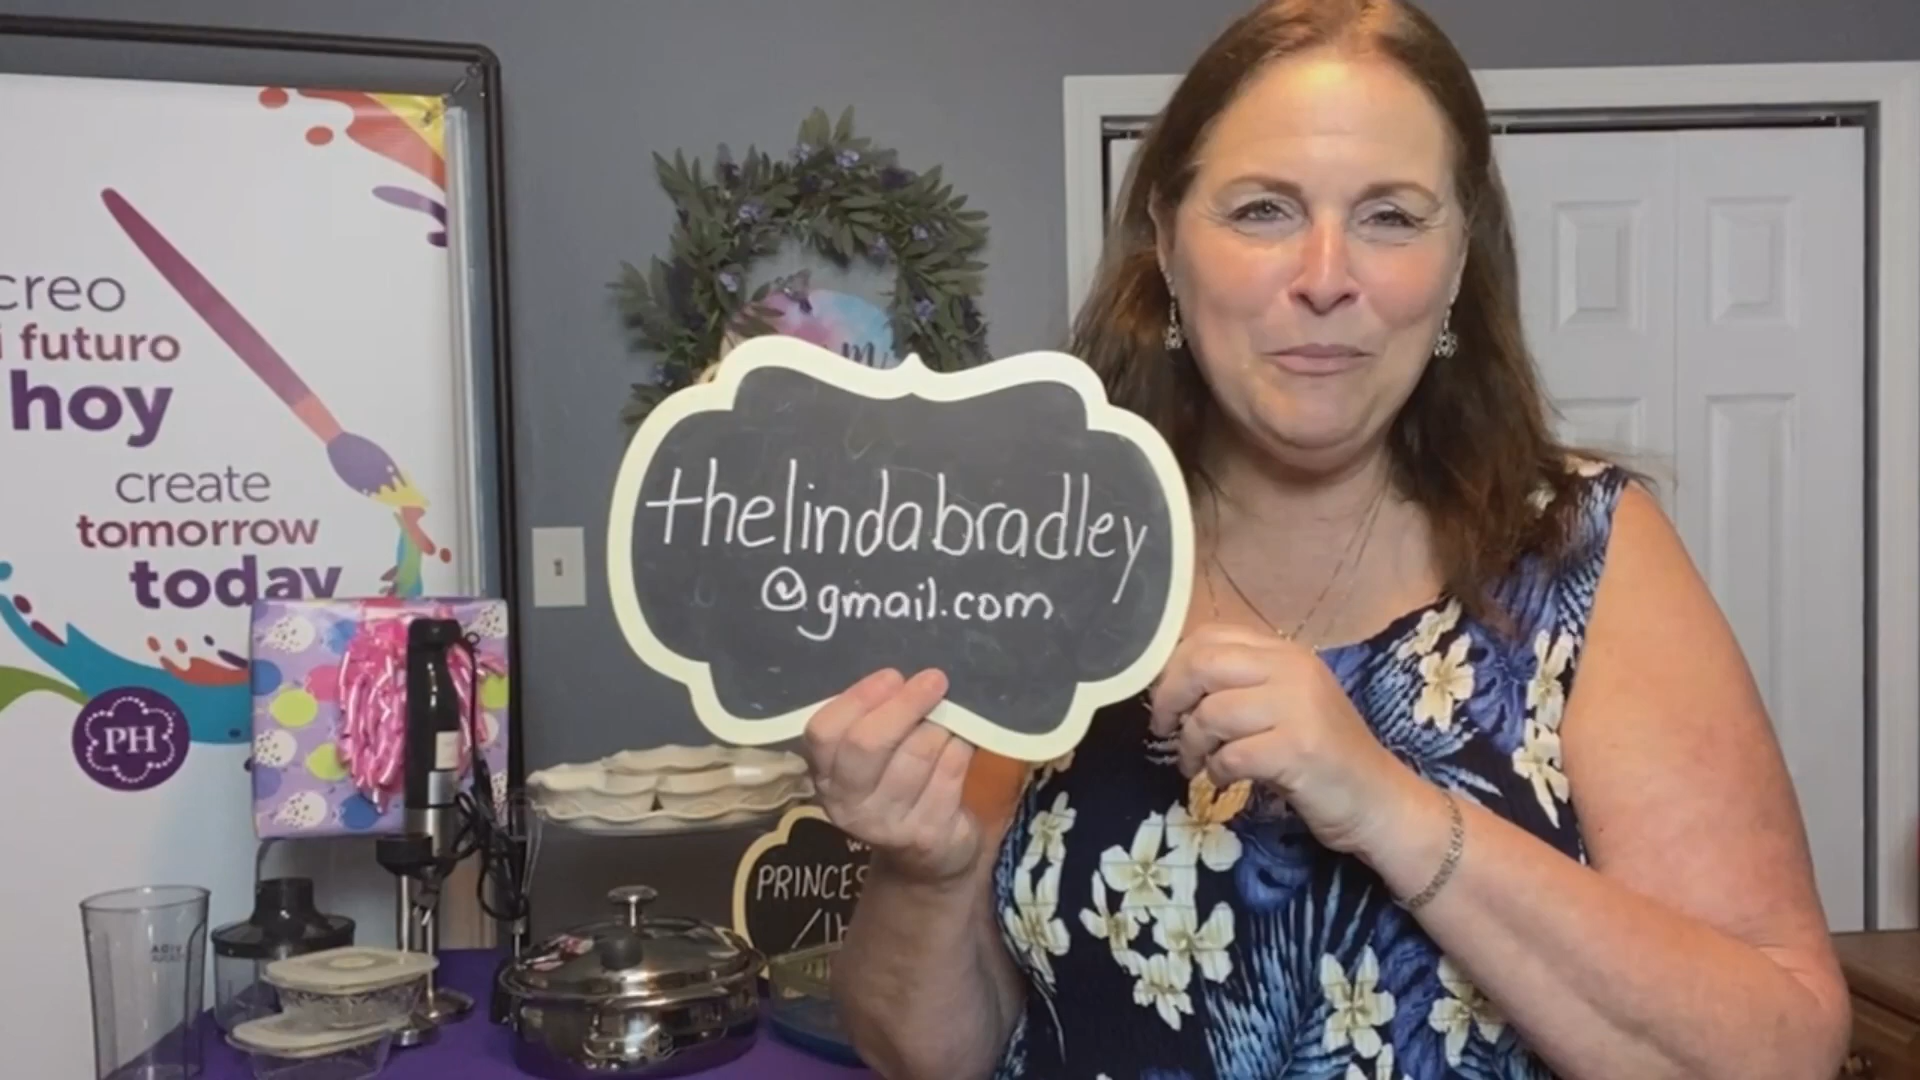 creo
futuro
hoy
create
tomorrow
today
PH
m
thelindabradley
@gmail.com
PRINCES